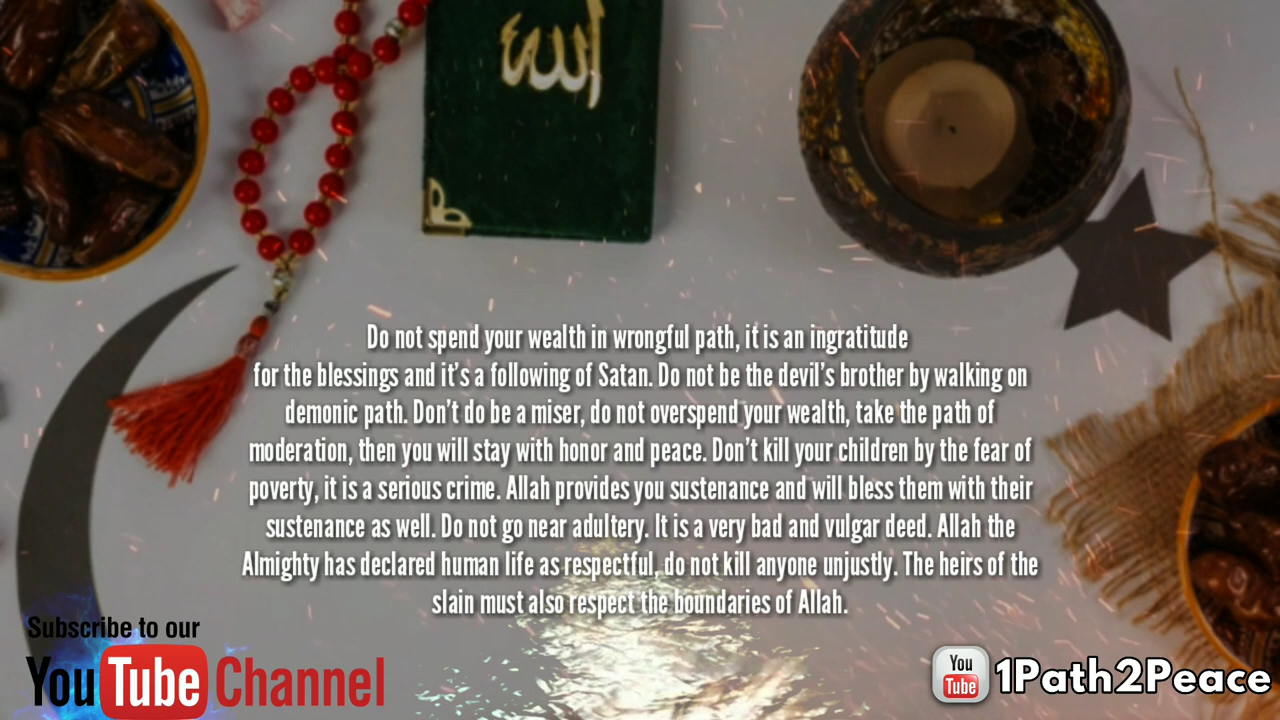 الله
Do not spend your wealth in wrongful path, it is an ingratitude
for the blessings and it's a following of Satan. Do not be the devil's brother by walking on
demonic path. Don't do be a miser, do not overspend your wealth, take the path of
moderation, then you will stay with honor and peace. Don't kill your children by the fear of
poverty, it is a serious crime. Allah provides you sustenance and will bless them with their
sustenance as well. Do not go near adultery. It is a very bad and vulgar deed. Allah the
Almighty has declared human life as respectful, do not kill anyone unjustly. The heirs of the
slain must also respect the boundaries of Allah.
Subscribe to our
YouTube Channel
You
Tube
1Path2Peace